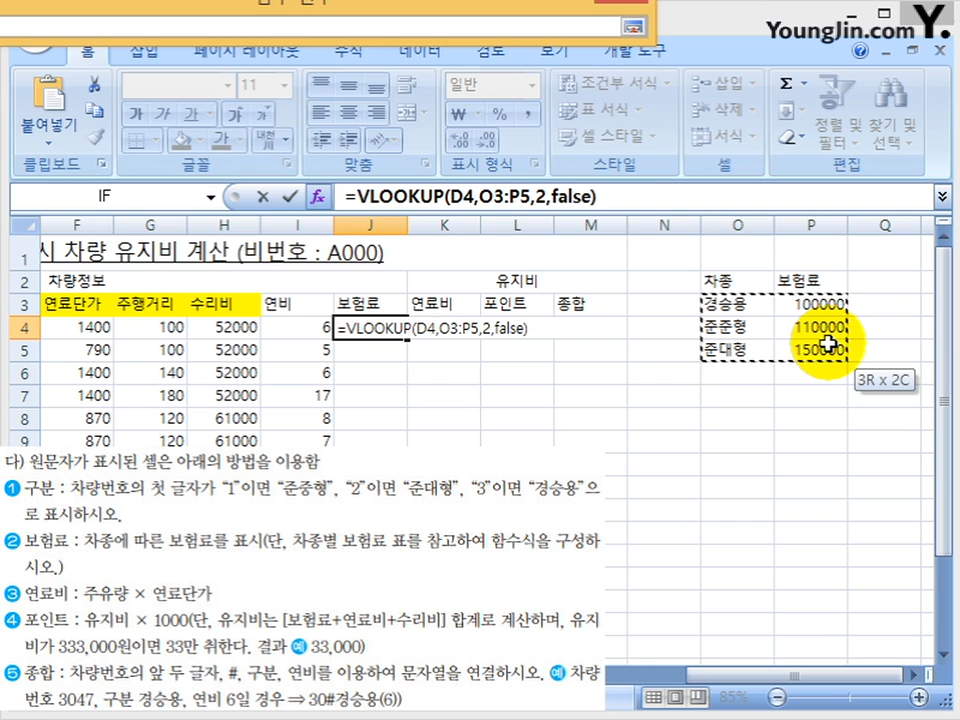 YoungJin.com Y.
홈 삽입 페이지 레이아웃 수식 데이터 검토 보기 개발 도구
붙여넣기
클립보드
11
가 가 가 가 가
가 내천
글꼴
맞춤
일반
₩ % ,
표시 형식
조건부 서식
표 서식
셀 스타일
스타일
삽입
삭제
서식
셀
Σ
정렬 및 필터
찾기 및 선택
편집
IF
fx
=VLOOKUP(D4,O3:P5,2,false)
F G H I J K L M N O P Q
1 시 차량 유지비 계산 (비번호 : A000)
2 차량정보 유지비 차종 보험료
3 연료단가 주행거리 수리비 연비 보험료 연료비 포인트 종합 경승용 100000
4 1400 100 52000 6 =VLOOKUP(D4,O3:P5,2,false) 준준형 110000
5 790 100 52000 5 준대형 150000
6 1400 140 52000 6
3R x 2C
7 1400 180 52000 17
8 870 120 61000 8
9 870 120 61000 7
다) 원문자가 표시된 셀은 아래의 방법을 이용함
❶ 구분 : 차량번호의 첫 글자가 “1”이면 “준중형”, “2”이면 “준대형”, “3”이면 “경승용”으
로 표시하시오.
❷ 보험료 : 차종에 따른 보험료를 표시(단, 차종별 보험료 표를 참고하여 함수식을 구성하
시오.)
❸ 연료비 : 주유량 × 연료단가
❹ 포인트 : 유지비 × 1000(단, 유지비는 [보험료+연료비+수리비] 합계로 계산하며, 유지
비가 333,000원이면 33만 취한다. 결과 예 33,000)
❺ 종합 : 차량번호의 앞 두 글자, #, 구분, 연비를 이용하여 문자열을 연결하시오. 예 차량
번호 3047, 구분 경승용, 연비 6일 경우 ⇒ 30#경승용(6))
85%